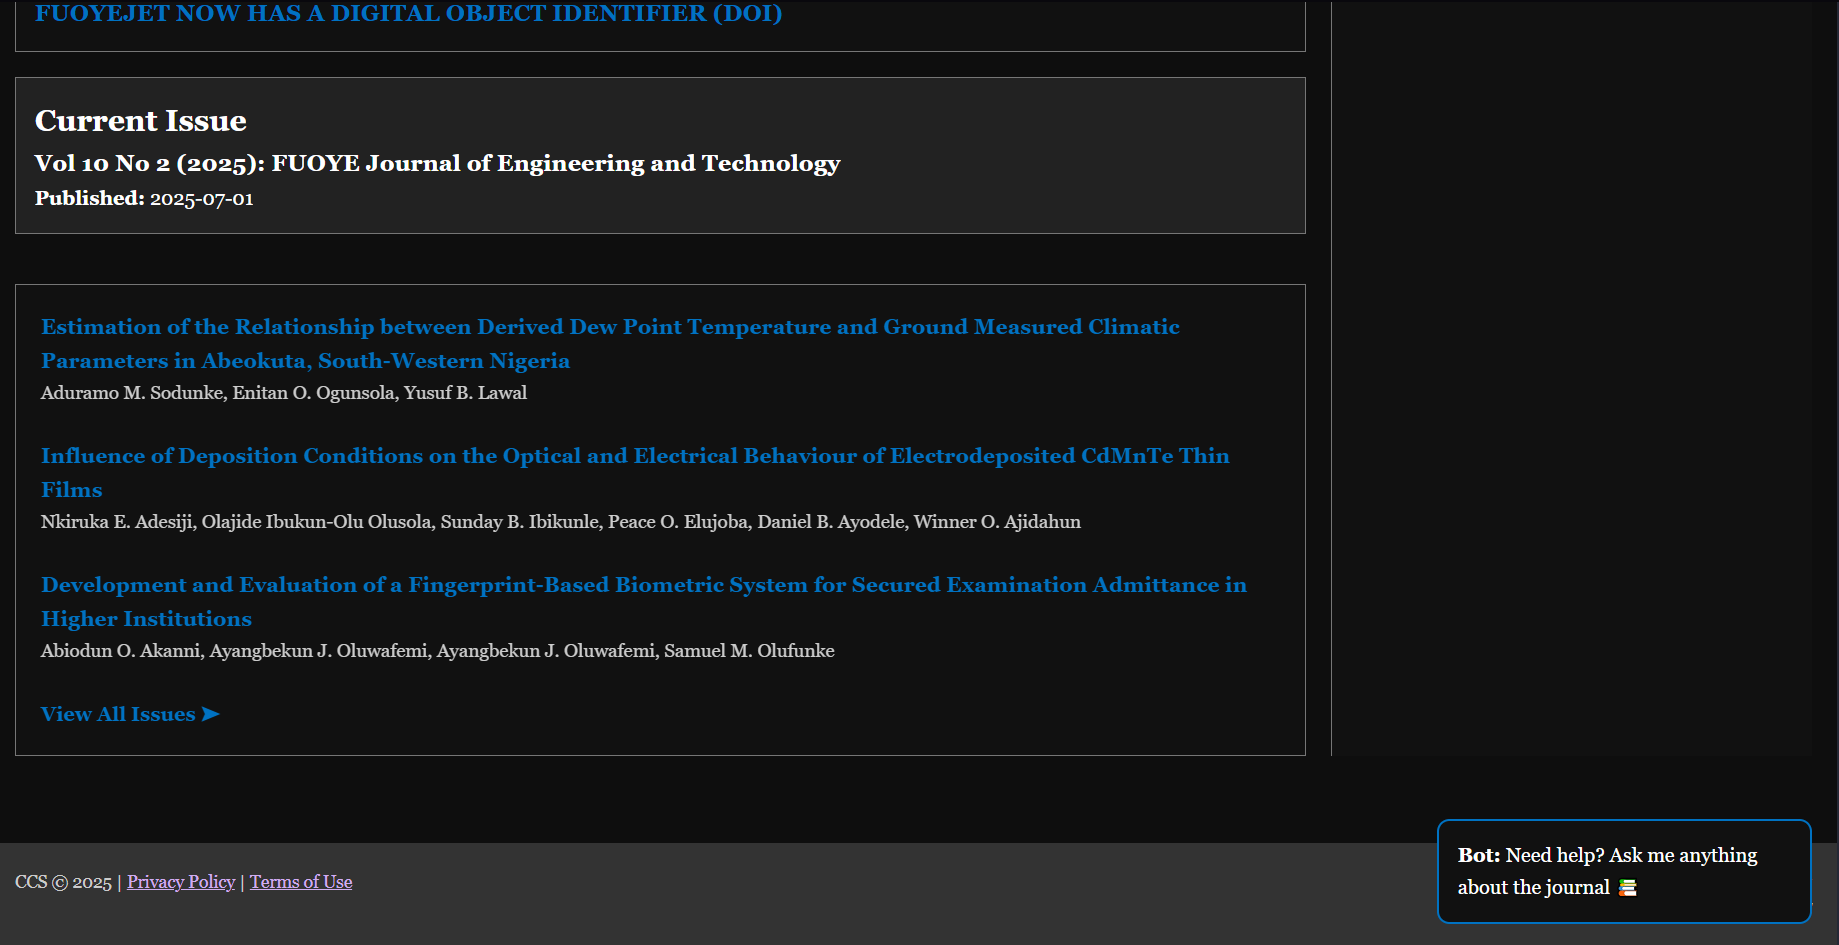 FUOYEJET NOW HAS A DIGITAL OBJECT IDENTIFIER (DOI)
Current Issue
Vol 10 No 2 (2025): FUOYE Journal of Engineering and Technology
Published: 2025-07-01
Estimation of the Relationship between Derived Dew Point Temperature and Ground Measured Climatic
Parameters in Abeokuta, South-Western Nigeria
Aduramo M. Sodunke, Enitan O. Ogunsola, Yusuf B. Lawal
Influence of Deposition Conditions on the Optical and Electrical Behaviour of Electrodeposited CdMnTe Thin
Films
Nkiruka E. Adesiji, Olajide Ibukun-Olu Olusola, Sunday B. Ibikunle, Peace O. Elujoba, Daniel B. Ayodele, Winner O. Ajidahun
Development and Evaluation of a Fingerprint-Based Biometric System for Secured Examination Admittance in
Higher Institutions
Abiodun O. Akanni, Ayangbekun J. Oluwafemi, Ayangbekun J. Oluwafemi, Samuel M. Olufunke
View All Issues ➤
CCS © 2025 | Privacy Policy | Terms of Use
Bot: Need help? Ask me anything
about the journal 📚